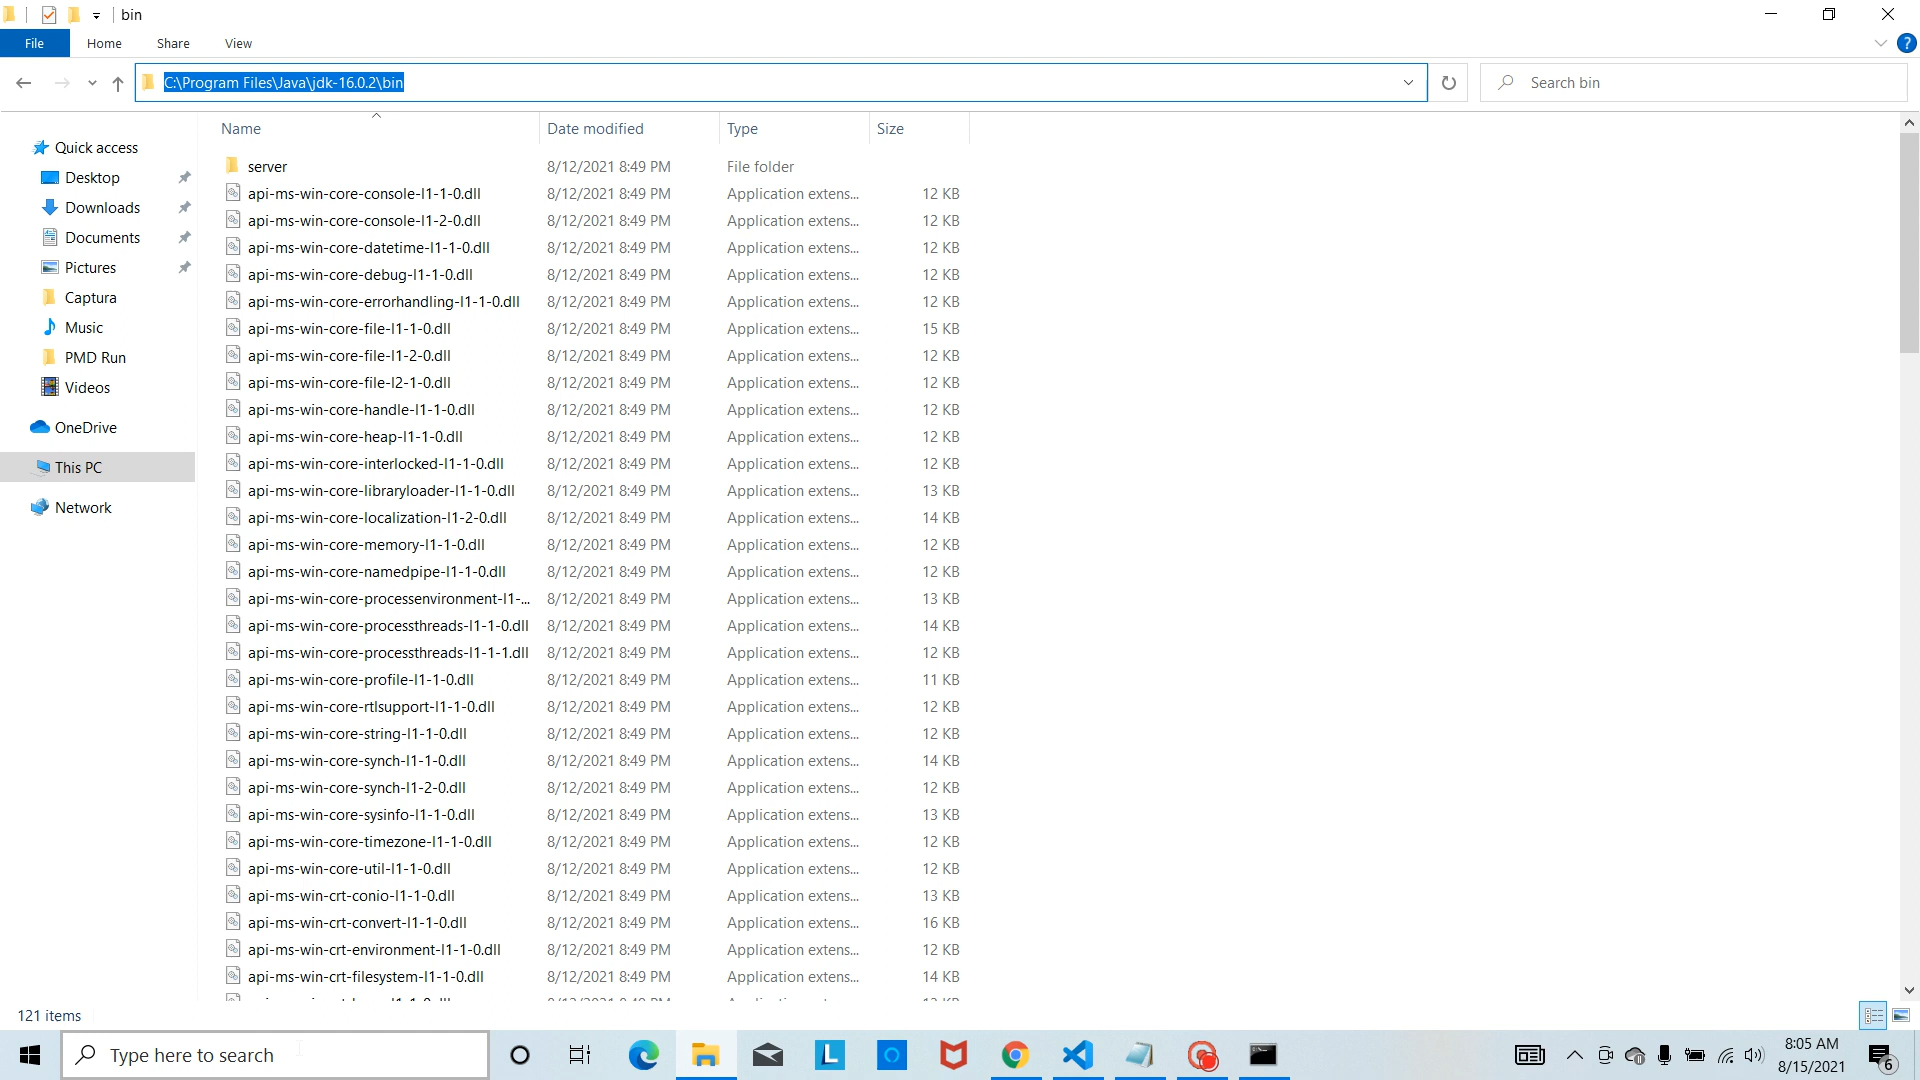 bin
File Home Share View
C:\Program Files\Java\jdk-16.0.2\bin Search bin
Name Date modified Type Size
Quick access
Desktop
Downloads
Documents
Pictures
Captura
Music
PMD Run
Videos
OneDrive
This PC
Network
server 8/12/2021 8:49 PM File folder
api-ms-win-core-console-l1-1-0.dll 8/12/2021 8:49 PM Application extens... 12 KB
api-ms-win-core-console-l1-2-0.dll 8/12/2021 8:49 PM Application extens... 12 KB
api-ms-win-core-datetime-l1-1-0.dll 8/12/2021 8:49 PM Application extens... 12 KB
api-ms-win-core-debug-l1-1-0.dll 8/12/2021 8:49 PM Application extens... 12 KB
api-ms-win-core-errorhandling-l1-1-0.dll 8/12/2021 8:49 PM Application extens... 12 KB
api-ms-win-core-file-l1-1-0.dll 8/12/2021 8:49 PM Application extens... 15 KB
api-ms-win-core-file-l1-2-0.dll 8/12/2021 8:49 PM Application extens... 12 KB
api-ms-win-core-file-l2-1-0.dll 8/12/2021 8:49 PM Application extens... 12 KB
api-ms-win-core-handle-l1-1-0.dll 8/12/2021 8:49 PM Application extens... 12 KB
api-ms-win-core-heap-l1-1-0.dll 8/12/2021 8:49 PM Application extens... 12 KB
api-ms-win-core-interlocked-l1-1-0.dll 8/12/2021 8:49 PM Application extens... 12 KB
api-ms-win-core-libraryloader-l1-1-0.dll 8/12/2021 8:49 PM Application extens... 13 KB
api-ms-win-core-localization-l1-2-0.dll 8/12/2021 8:49 PM Application extens... 14 KB
api-ms-win-core-memory-l1-1-0.dll 8/12/2021 8:49 PM Application extens... 12 KB
api-ms-win-core-namedpipe-l1-1-0.dll 8/12/2021 8:49 PM Application extens... 12 KB
api-ms-win-core-processenvironment-l1-... 8/12/2021 8:49 PM Application extens... 13 KB
api-ms-win-core-processthreads-l1-1-0.dll 8/12/2021 8:49 PM Application extens... 14 KB
api-ms-win-core-processthreads-l1-1-1.dll 8/12/2021 8:49 PM Application extens... 12 KB
api-ms-win-core-profile-l1-1-0.dll 8/12/2021 8:49 PM Application extens... 11 KB
api-ms-win-core-rtlsupport-l1-1-0.dll 8/12/2021 8:49 PM Application extens... 12 KB
api-ms-win-core-string-l1-1-0.dll 8/12/2021 8:49 PM Application extens... 12 KB
api-ms-win-core-synch-l1-1-0.dll 8/12/2021 8:49 PM Application extens... 14 KB
api-ms-win-core-synch-l1-2-0.dll 8/12/2021 8:49 PM Application extens... 12 KB
api-ms-win-core-sysinfo-l1-1-0.dll 8/12/2021 8:49 PM Application extens... 13 KB
api-ms-win-core-timezone-l1-1-0.dll 8/12/2021 8:49 PM Application extens... 12 KB
api-ms-win-core-util-l1-1-0.dll 8/12/2021 8:49 PM Application extens... 12 KB
api-ms-win-crt-conio-l1-1-0.dll 8/12/2021 8:49 PM Application extens... 13 KB
api-ms-win-crt-convert-l1-1-0.dll 8/12/2021 8:49 PM Application extens... 16 KB
api-ms-win-crt-environment-l1-1-0.dll 8/12/2021 8:49 PM Application extens... 12 KB
api-ms-win-crt-filesystem-l1-1-0.dll 8/12/2021 8:49 PM Application extens... 14 KB
121 items
Type here to search
8:05 AM
8/15/2021
6